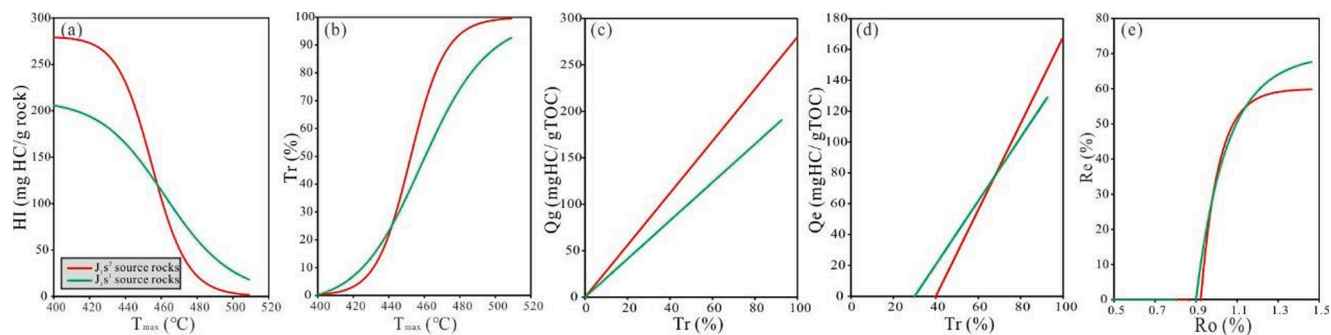 (a)
HI (mg HC/g rock)
300
250
200
150
100
50
0
J₁s² source rocks
J₁s¹ source rocks
400 420 440 460 480 500 520
Tmax (℃)
(b)
Tr (%)
100
90
80
70
60
50
40
30
20
10
0
400 420 440 460 480 500 520
Tmax (℃)
(c)
Qg (mgHC/ gTOC)
300
250
200
150
100
50
0
0 20 40 60 80 100
Tr (%)
(d)
Qe (mgHC/ gTOC)
180
160
140
120
100
80
60
40
20
0
0 20 40 60 80 100
Tr (%)
(e)
Re (%)
80
70
60
50
40
30
20
10
0
0.5 0.7 0.9 1.1 1.3 1.5
Ro (%)